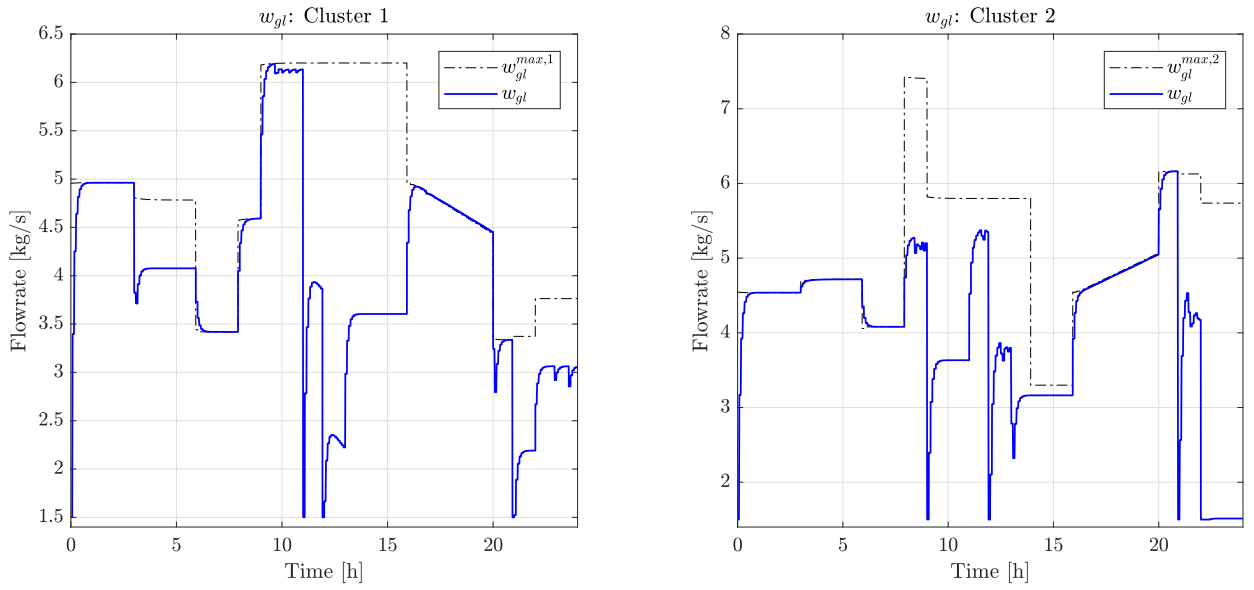 w_gl: Cluster 1
6.5
6
5.5
5
4.5
4
3.5
3
2.5
2
1.5
0 5 10 15 20
Time [h]
Flowrate [kg/s]
w_gl^{max,1}
w_gl
w_gl: Cluster 2
8
7
6
5
4
3
2
0 5 10 15 20
Time [h]
Flowrate [kg/s]
w_gl^{max,2}
w_gl